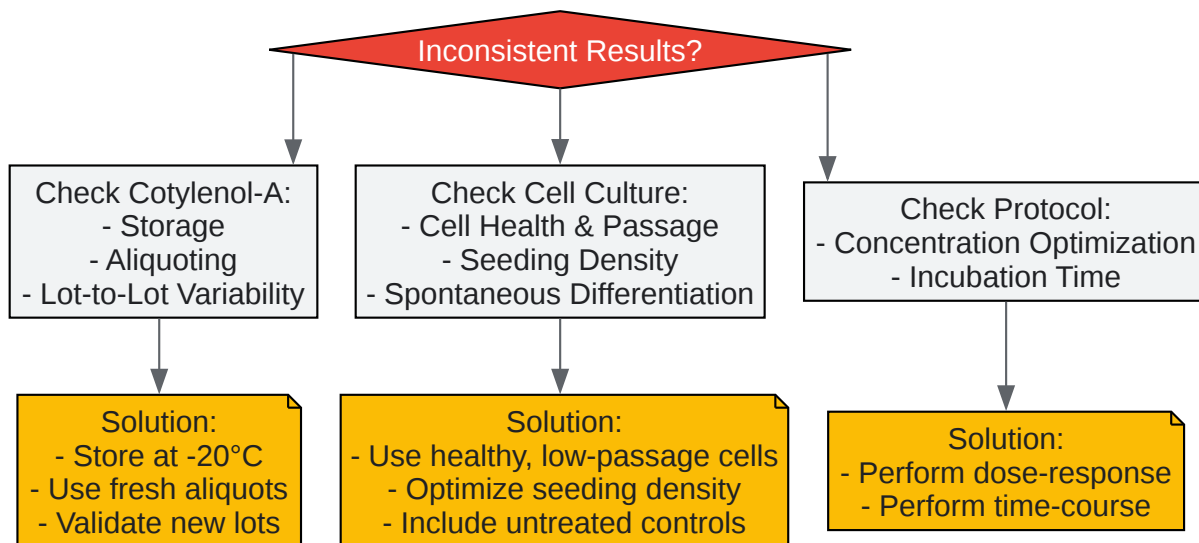 Inconsistent Results?
Check Cotylenol-A:
- Storage
- Aliquoting
- Lot-to-Lot Variability
Check Cell Culture:
- Cell Health & Passage
- Seeding Density
- Spontaneous Differentiation
Check Protocol:
- Concentration Optimization
- Incubation Time
Solution:
- Store at -20°C
- Use fresh aliquots
- Validate new lots
Solution:
- Use healthy, low-passage cells
- Optimize seeding density
- Include untreated controls
Solution:
- Perform dose-response
- Perform time-course